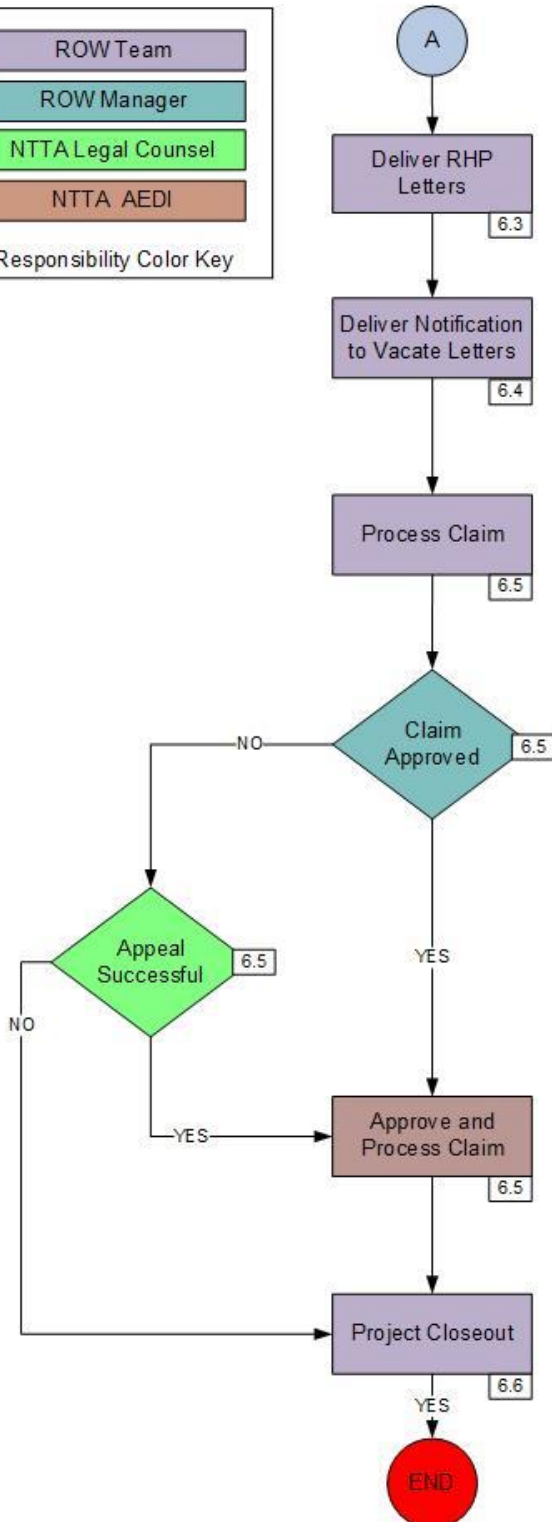 ROW Team
ROW Manager
NTTA Legal Counsel
NTTA AEDI
Responsibility Color Key
A
Deliver RHP
Letters
6.3
Deliver Notification
to Vacate Letters
6.4
Process Claim
6.5
Claim
Approved
6.5
NO
YES
Appeal
Successful
6.5
NO
YES
Approve and
Process Claim
6.5
Project Closeout
6.6
YES
END